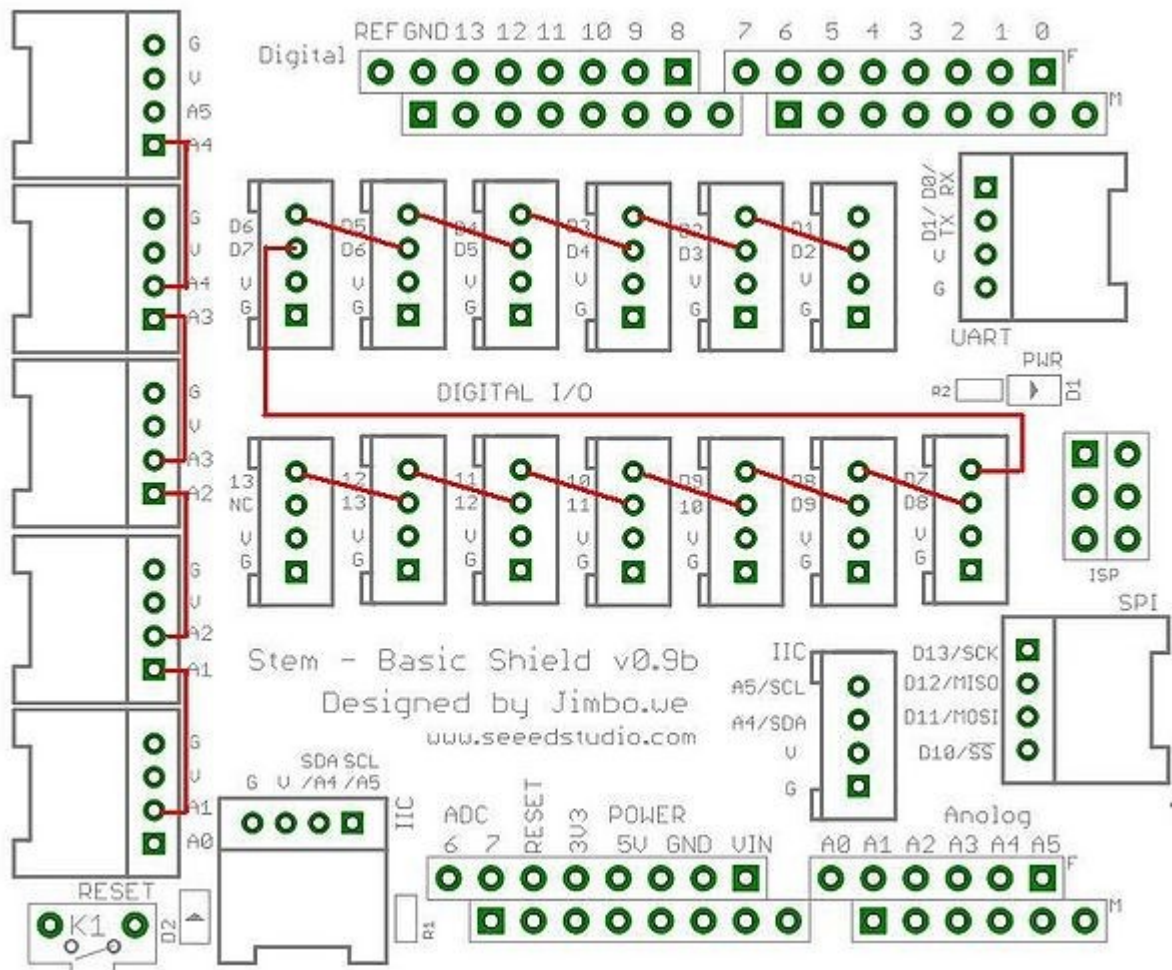 REF GND 13 12 11 10 9 8 7 6 5 4 3 2 1 0
Digital
F
M
G
V
A5
A4
G
V
A4
A3
G
V
A3
A2
G
V
A2
A1
G
V
A1
A0
D6 D5 D4 D3 D2 D1
D7 D6 D5 D4 D3 D2
V V V V V V
G G G G G G
D0/RX
D1/TX
V
G
UART
PWR
R2
D1
DIGITAL I/O
13 12 11 10 D9 D8 D7
NC 13 12 11 10 D9 D8
V V V V V V V
G G G G G G G
ISP
SPI
D13/SCK
D12/MISO
D11/MOSI
D10/SS
Stem - Basic Shield v0.9b
Designed by Jimbo.we
www.seeedstudio.com
IIC
A5/SCL
A4/SDA
V
G
SDA SCL
G V /A4 /A5
IIC
RESET
K1
D2
R1
ADC RESET 3V3 POWER
6 7 5V GND VIN
Analog
A0 A1 A2 A3 A4 A5
F
M